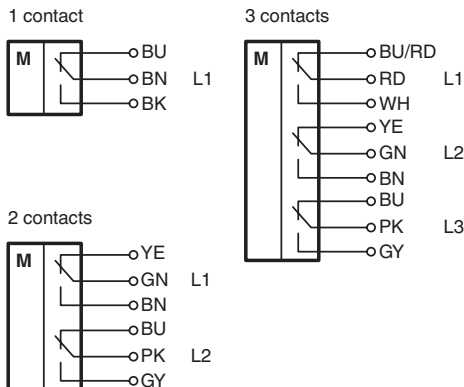 1 contact
M
BU
BN L1
BK
2 contacts
M
YE
GN L1
BN
BU
PK L2
GY
3 contacts
M
BU/RD
RD L1
WH
YE
GN L2
BN
BU
PK L3
GY